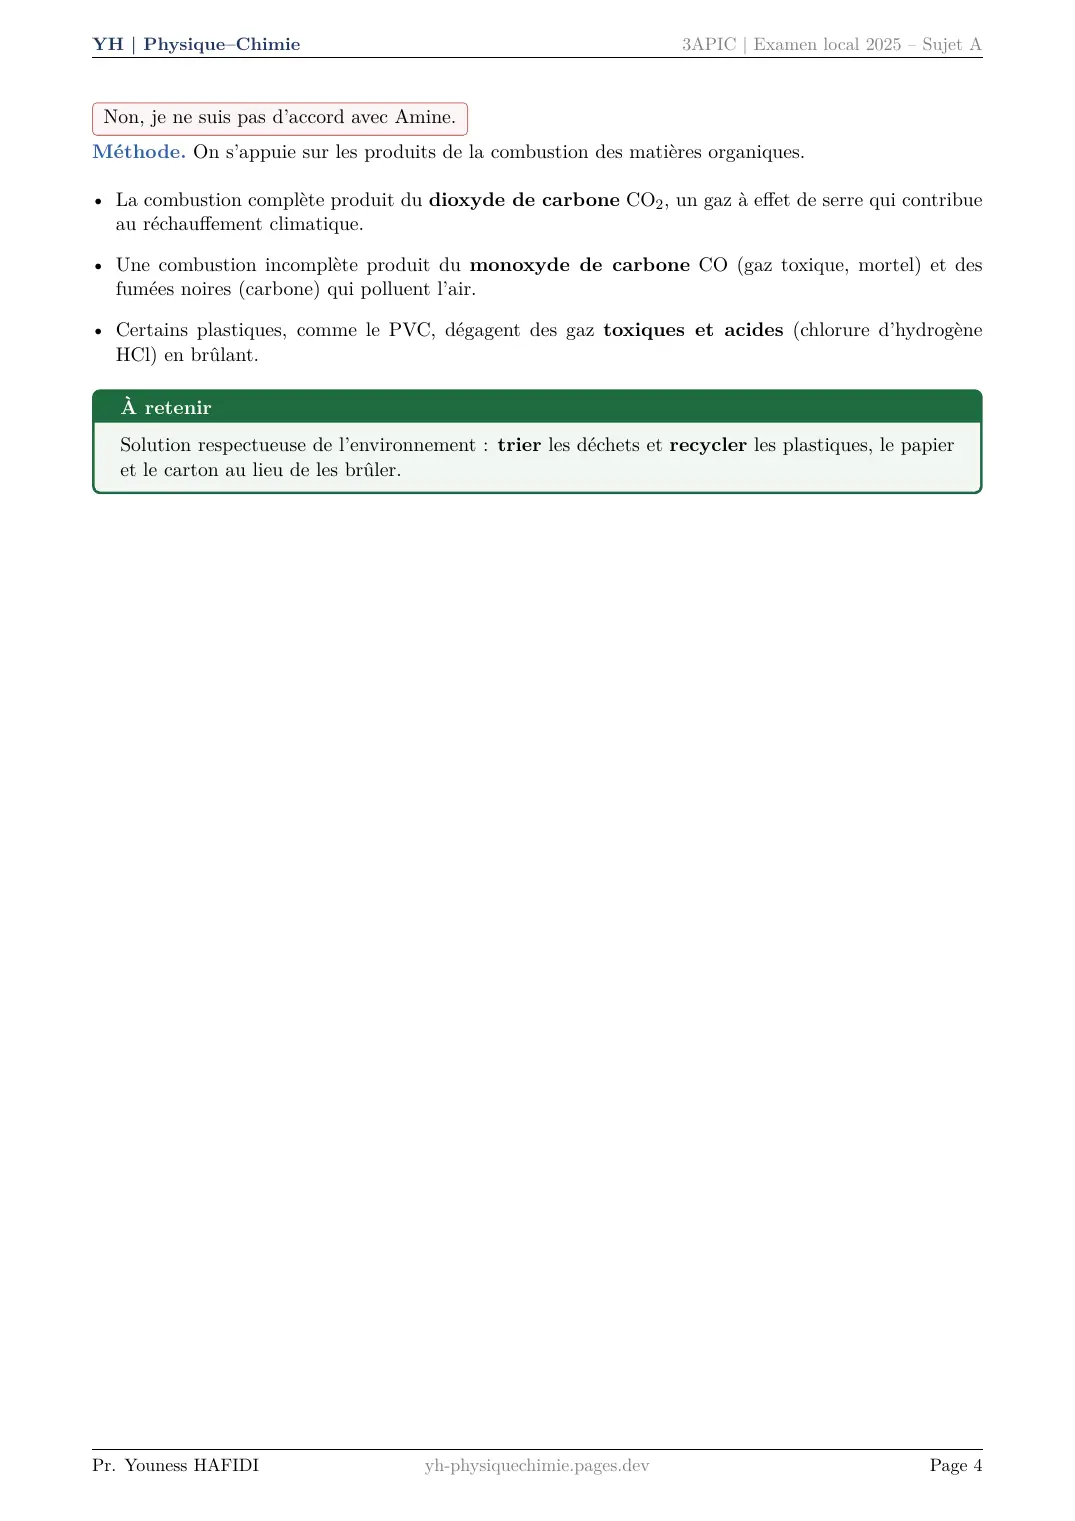 YH | Physique–Chimie
3APIC | Examen local 2025 – Sujet A
Non, je ne suis pas d'accord avec Amine.
Méthode. On s'appuie sur les produits de la combustion des matières organiques.
• La combustion complète produit du dioxyde de carbone CO₂, un gaz à effet de serre qui contribue
au réchauffement climatique.
• Une combustion incomplète produit du monoxyde de carbone CO (gaz toxique, mortel) et des
fumées noires (carbone) qui polluent l'air.
• Certains plastiques, comme le PVC, dégagent des gaz toxiques et acides (chlorure d'hydrogène
HCl) en brûlant.
À retenir
Solution respectueuse de l'environnement : trier les déchets et recycler les plastiques, le papier
et le carton au lieu de les brûler.
Pr. Youness HAFIDI
yh-physiquechimie.pages.dev
Page 4